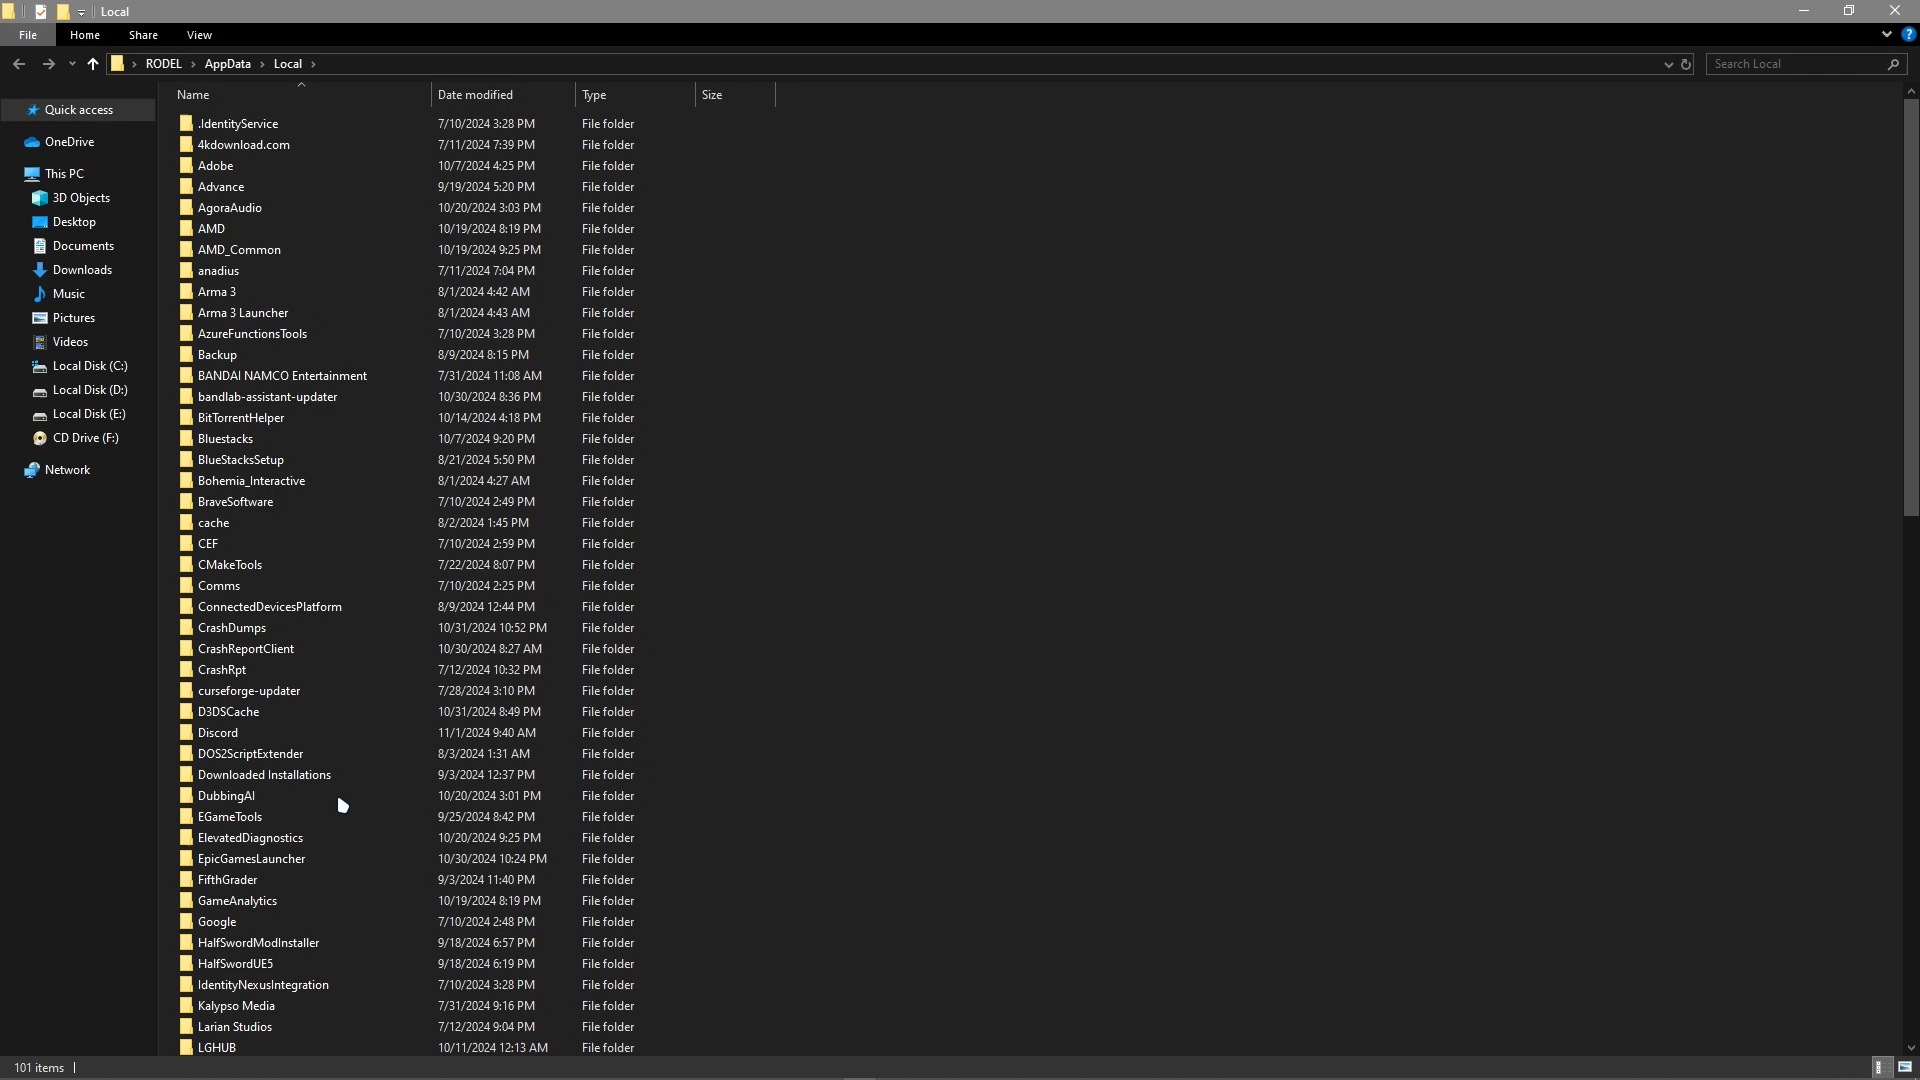 Local
File Home Share View
RODEL AppData Local
Search Local
Name Date modified Type Size
Quick access
OneDrive
This PC
3D Objects
Desktop
Documents
Downloads
Music
Pictures
Videos
Local Disk (C:)
Local Disk (D:)
Local Disk (E:)
CD Drive (F:)
Network
.IdentityService 7/10/2024 3:28 PM File folder
4kdownload.com 7/11/2024 7:39 PM File folder
Adobe 10/7/2024 4:25 PM File folder
Advance 9/19/2024 5:20 PM File folder
AgoraAudio 10/20/2024 3:03 PM File folder
AMD 10/19/2024 8:19 PM File folder
AMD_Common 10/19/2024 9:25 PM File folder
anadius 7/11/2024 7:04 PM File folder
Arma 3 8/1/2024 4:42 AM File folder
Arma 3 Launcher 8/1/2024 4:43 AM File folder
AzureFunctionsTools 7/10/2024 3:28 PM File folder
Backup 8/9/2024 8:15 PM File folder
BANDAI NAMCO Entertainment 7/31/2024 11:08 AM File folder
bandlab-assistant-updater 10/30/2024 8:36 PM File folder
BitTorrentHelper 10/14/2024 4:18 PM File folder
Bluestacks 10/7/2024 9:20 PM File folder
BlueStacksSetup 8/21/2024 5:50 PM File folder
Bohemia_Interactive 8/1/2024 4:27 AM File folder
BraveSoftware 7/10/2024 2:49 PM File folder
cache 8/2/2024 1:45 PM File folder
CEF 7/10/2024 2:59 PM File folder
CMakeTools 7/22/2024 8:07 PM File folder
Comms 7/10/2024 2:25 PM File folder
ConnectedDevicesPlatform 8/9/2024 12:44 PM File folder
CrashDumps 10/31/2024 10:52 PM File folder
CrashReportClient 10/30/2024 8:27 AM File folder
CrashRpt 7/12/2024 10:32 PM File folder
curseforge-updater 7/28/2024 3:10 PM File folder
D3DSCache 10/31/2024 8:49 PM File folder
Discord 11/1/2024 9:40 AM File folder
DOS2ScriptExtender 8/3/2024 1:31 AM File folder
Downloaded Installations 9/3/2024 12:37 PM File folder
DubbingAI 10/20/2024 3:01 PM File folder
EGameTools 9/25/2024 8:42 PM File folder
ElevatedDiagnostics 10/20/2024 9:25 PM File folder
EpicGamesLauncher 10/30/2024 10:24 PM File folder
FifthGrader 9/3/2024 11:40 PM File folder
GameAnalytics 10/19/2024 8:19 PM File folder
Google 7/10/2024 2:48 PM File folder
HalfSwordModInstaller 9/18/2024 6:57 PM File folder
HalfSwordUE5 9/18/2024 6:19 PM File folder
IdentityNexusIntegration 7/10/2024 3:28 PM File folder
Kalypso Media 7/31/2024 9:16 PM File folder
Larian Studios 7/12/2024 9:04 PM File folder
LGHUB 10/11/2024 12:13 AM File folder
101 items